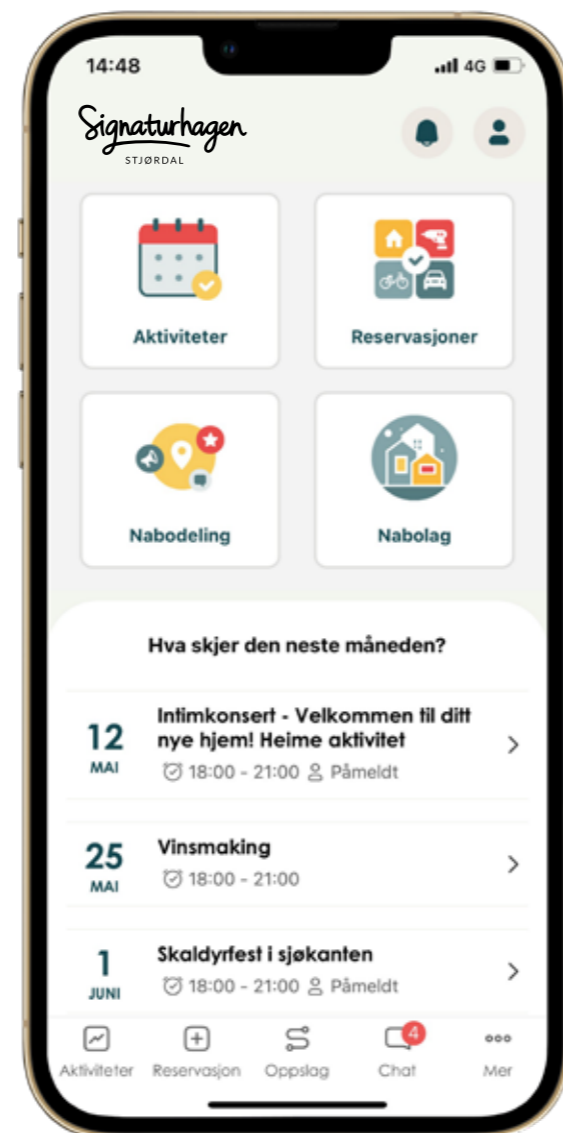 14:48
4G
Signaturhagen
STJØRDAL
Aktiviteter
Reservasjoner
Nabodeling
Nabolag
Hva skjer den neste måneden?
12
MAI
Intimkonsert - Velkommen til ditt
nye hjem! Heime aktivitet
18:00 - 21:00 Påmeldt
25
MAI
Vinsmaking
18:00 - 21:00
1
JUNI
Skaldyrfest i sjøkanten
18:00 - 21:00 Påmeldt
4
Aktiviteter Reservasjon Oppslag Chat Mer